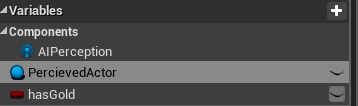 Variables
Components
AIPerception
PercievedActor
hasGold